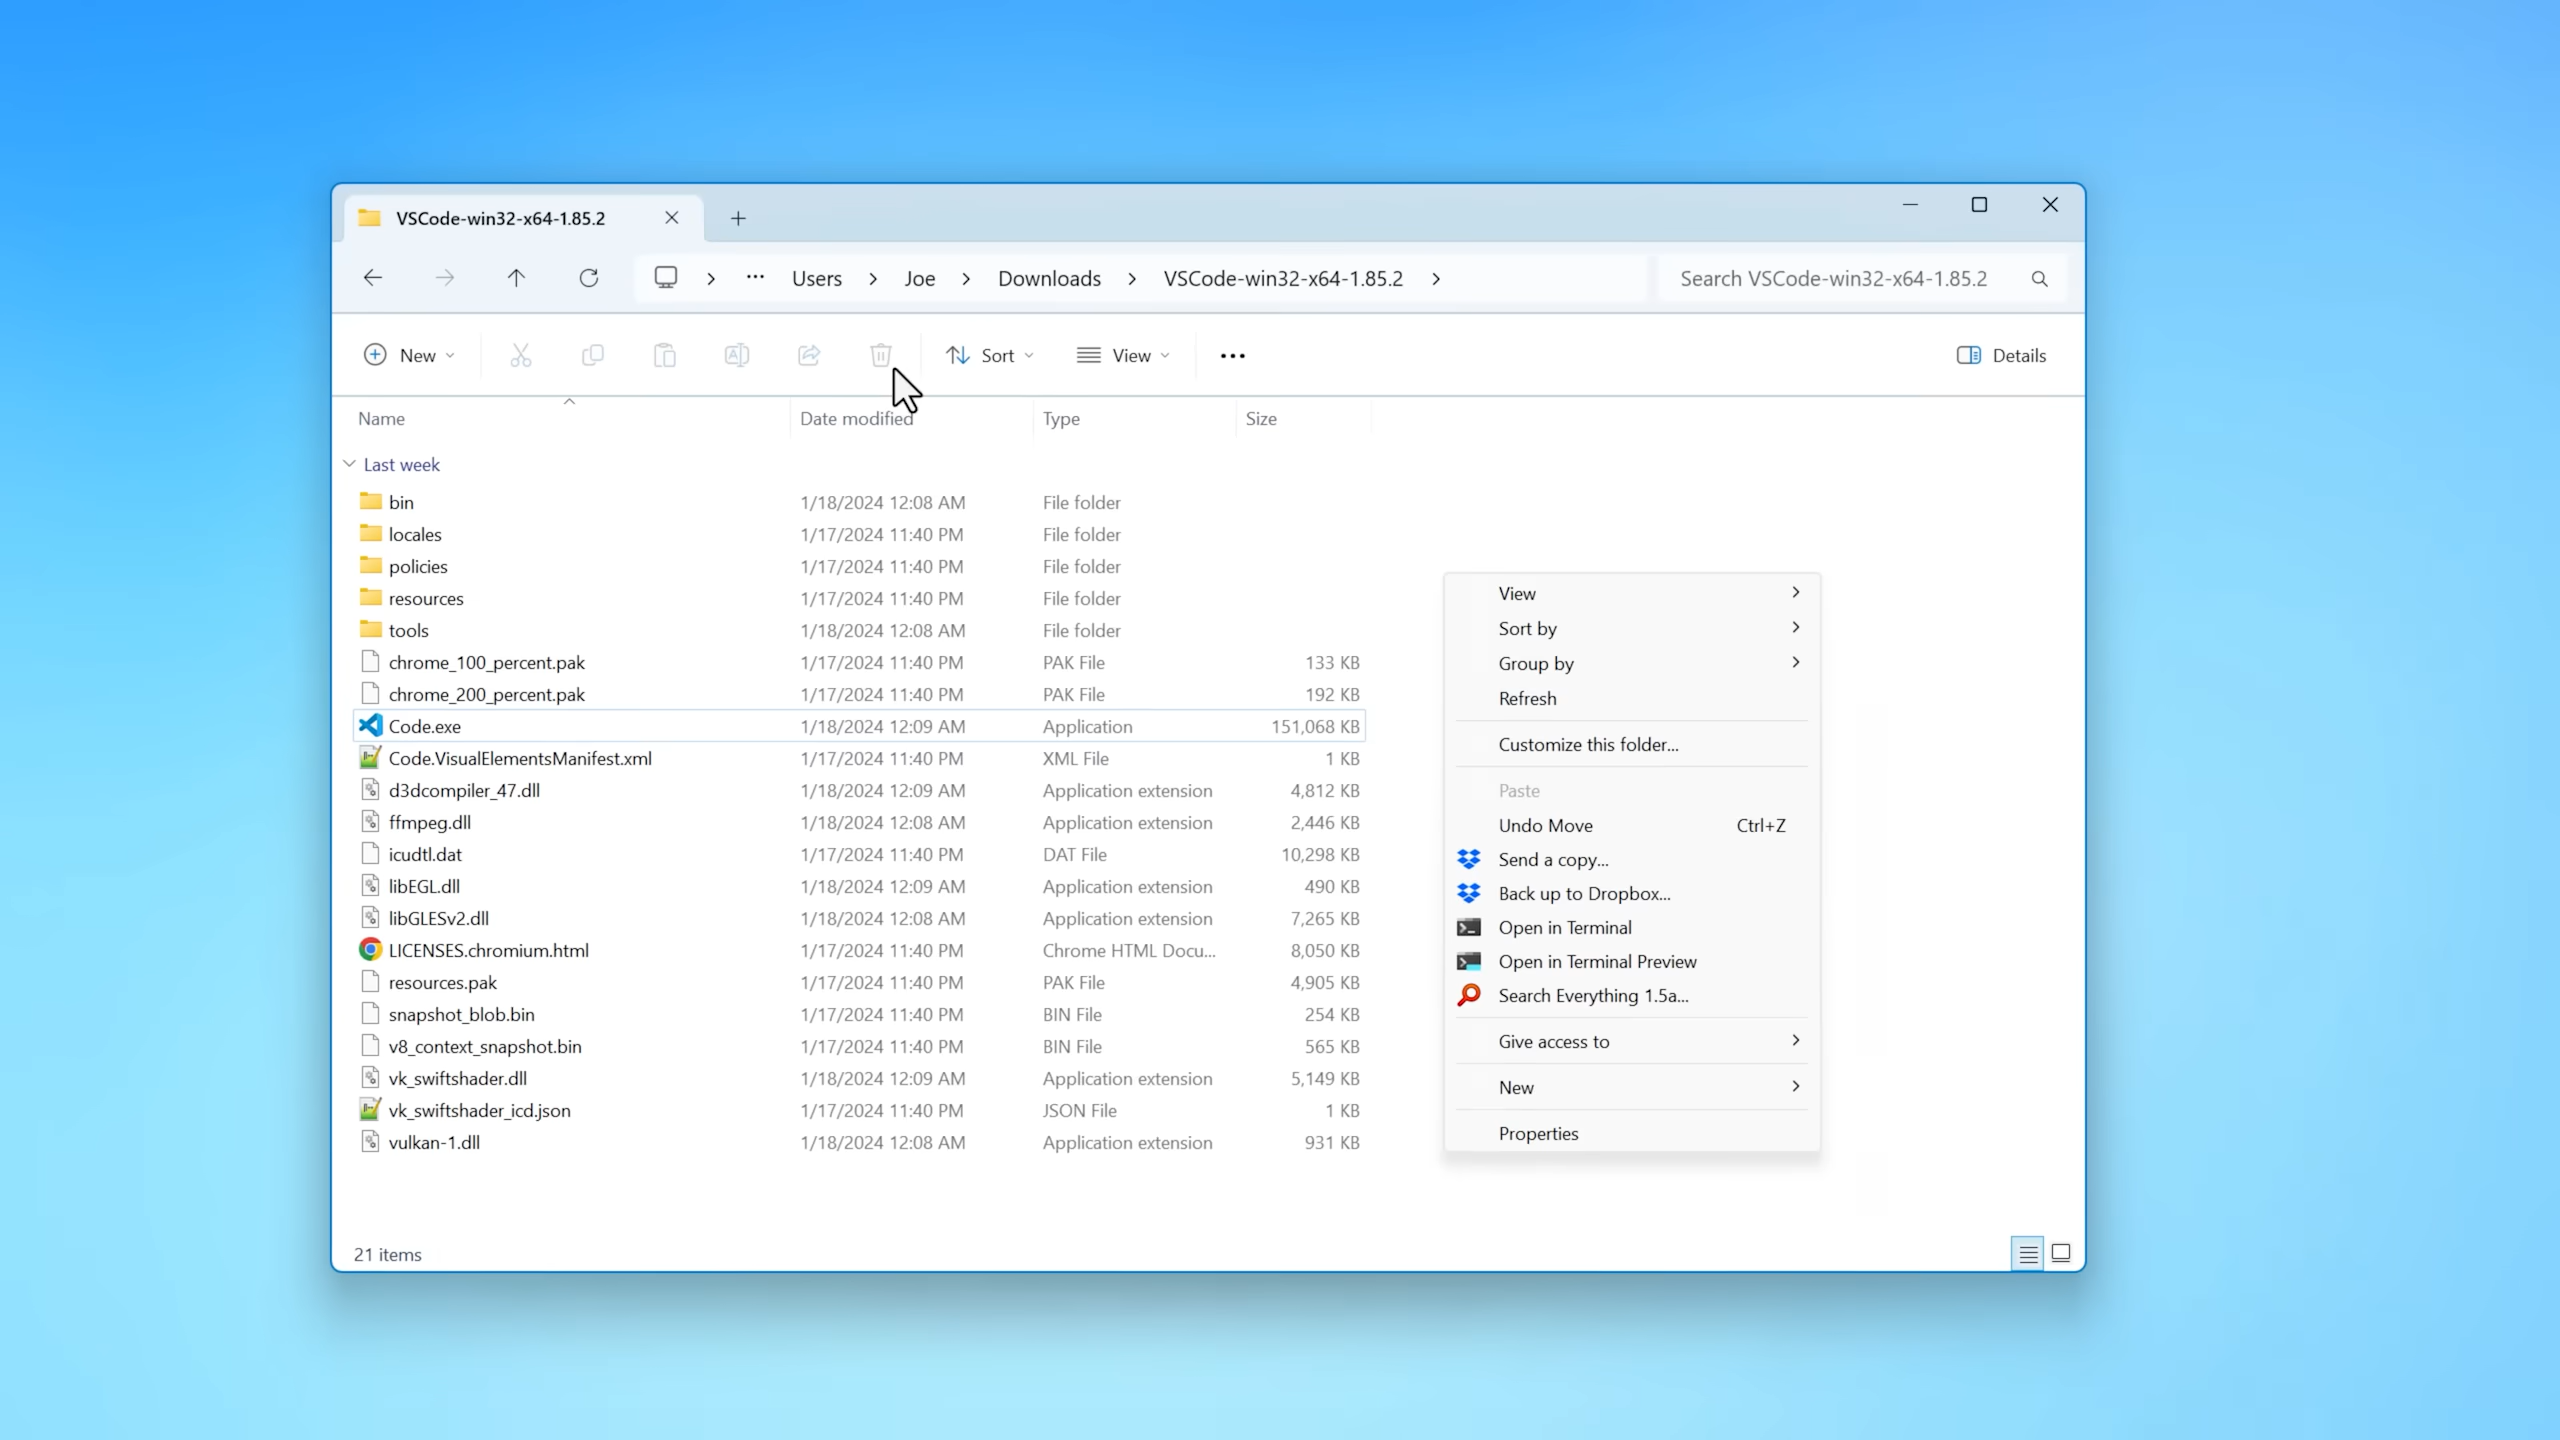 VSCode-win32-x64-1.85.2
Users Joe Downloads VSCode-win32-x64-1.85.2
Search VSCode-win32-x64-1.85.2
New Sort View Details
Name Date modified Type Size
Last week
bin 1/18/2024 12:08 AM File folder
locales 1/17/2024 11:40 PM File folder
policies 1/17/2024 11:40 PM File folder
resources 1/17/2024 11:40 PM File folder
tools 1/18/2024 12:08 AM File folder
chrome_100_percent.pak 1/17/2024 11:40 PM PAK File 133 KB
chrome_200_percent.pak 1/17/2024 11:40 PM PAK File 192 KB
Code.exe 1/18/2024 12:09 AM Application 151,068 KB
Code.VisualElementsManifest.xml 1/17/2024 11:40 PM XML File 1 KB
d3dcompiler_47.dll 1/18/2024 12:09 AM Application extension 4,812 KB
ffmpeg.dll 1/18/2024 12:08 AM Application extension 2,446 KB
icudtl.dat 1/17/2024 11:40 PM DAT File 10,298 KB
libEGL.dll 1/18/2024 12:09 AM Application extension 490 KB
libGLESv2.dll 1/18/2024 12:08 AM Application extension 7,265 KB
LICENSES.chromium.html 1/17/2024 11:40 PM Chrome HTML Docu... 8,050 KB
resources.pak 1/17/2024 11:40 PM PAK File 4,905 KB
snapshot_blob.bin 1/17/2024 11:40 PM BIN File 254 KB
v8_context_snapshot.bin 1/17/2024 11:40 PM BIN File 565 KB
vk_swiftshader.dll 1/18/2024 12:09 AM Application extension 5,149 KB
vk_swiftshader_icd.json 1/17/2024 11:40 PM JSON File 1 KB
vulkan-1.dll 1/18/2024 12:08 AM Application extension 931 KB
View
Sort by
Group by
Refresh
Customize this folder...
Paste
Undo Move Ctrl+Z
Send a copy...
Back up to Dropbox...
Open in Terminal
Open in Terminal Preview
Search Everything 1.5a...
Give access to
New
Properties
21 items